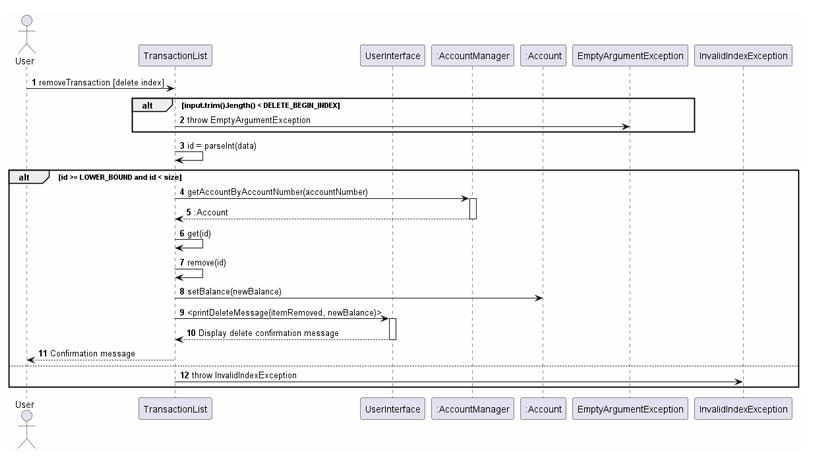 User
TransactionList
UserInterface
:AccountManager
:Account
EmptyArgumentException
InvalidIndexException
1 removeTransaction [delete index]
alt [input.trim().length() < DELETE_BEGIN_INDEX]
2 throw EmptyArgumentException
3 id = parseInt(data)
alt [id >= LOWER_BOUND and id < size]
4 getAccountByAccountNumber(accountNumber)
5 :Account
6 get(id)
7 remove(id)
8 setBalance(newBalance)
9 <printDeleteMessage(itemRemoved, newBalance)>
10 Display delete confirmation message
11 Confirmation message
12 throw InvalidIndexException
User
TransactionList
UserInterface
:AccountManager
:Account
EmptyArgumentException
InvalidIndexException